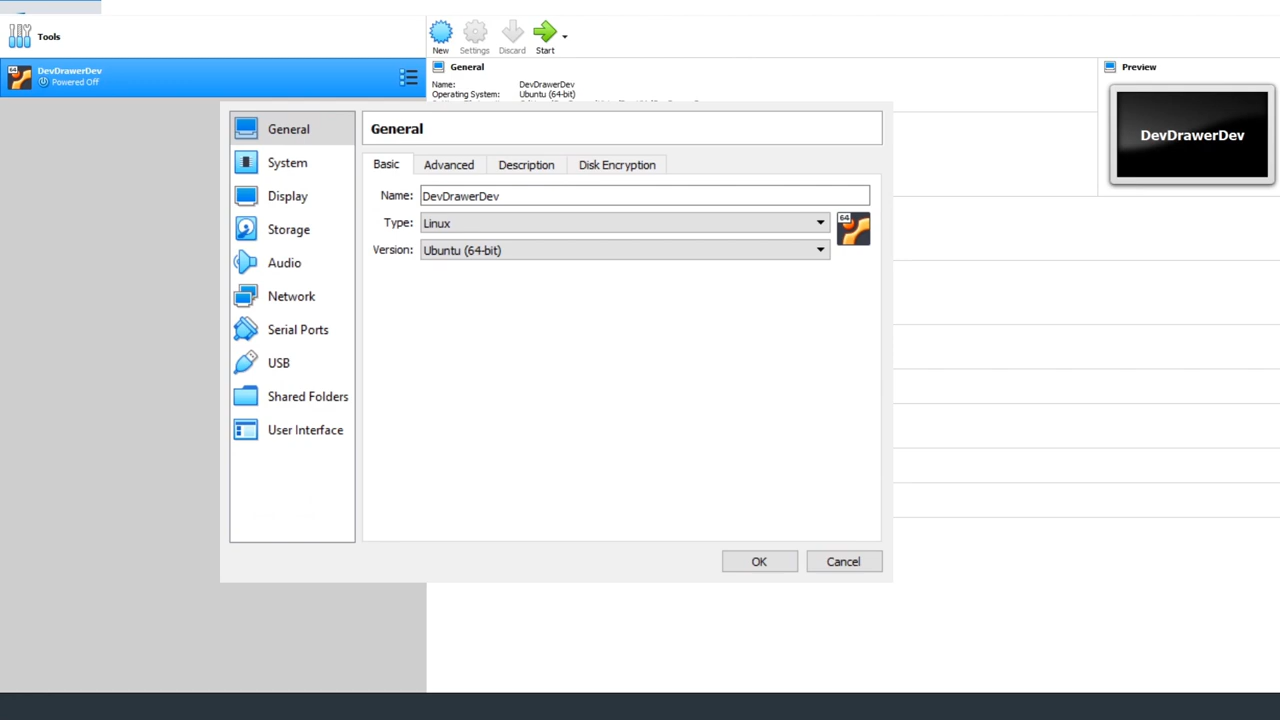 Tools
New
Settings
Discard
Start
DevDrawerDev
Powered Off
General
Name: DevDrawerDev
Operating System: Ubuntu (64-bit)
Preview
DevDrawerDev
General
System
Display
Storage
Audio
Network
Serial Ports
USB
Shared Folders
User Interface
General
Basic
Advanced
Description
Disk Encryption
Name: DevDrawerDev
Type: Linux
64
Version: Ubuntu (64-bit)
OK
Cancel